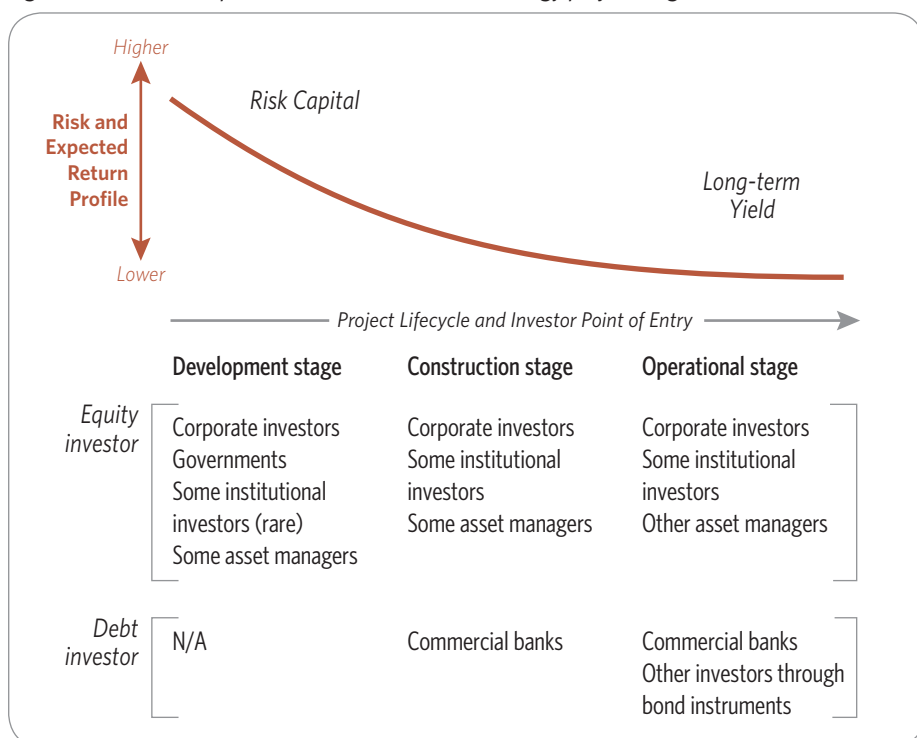 Higher
Risk Capital
Risk and
Expected
Return
Profile
Long-term
Yield
Lower
Project Lifecycle and Investor Point of Entry
Development stage
Construction stage
Operational stage
Equity
investor
Corporate investors
Governments
Some institutional
investors (rare)
Some asset managers
Corporate investors
Some institutional
investors
Some asset managers
Corporate investors
Some institutional
investors
Other asset managers
Debt
investor
N/A
Commercial banks
Commercial banks
Other investors through
bond instruments